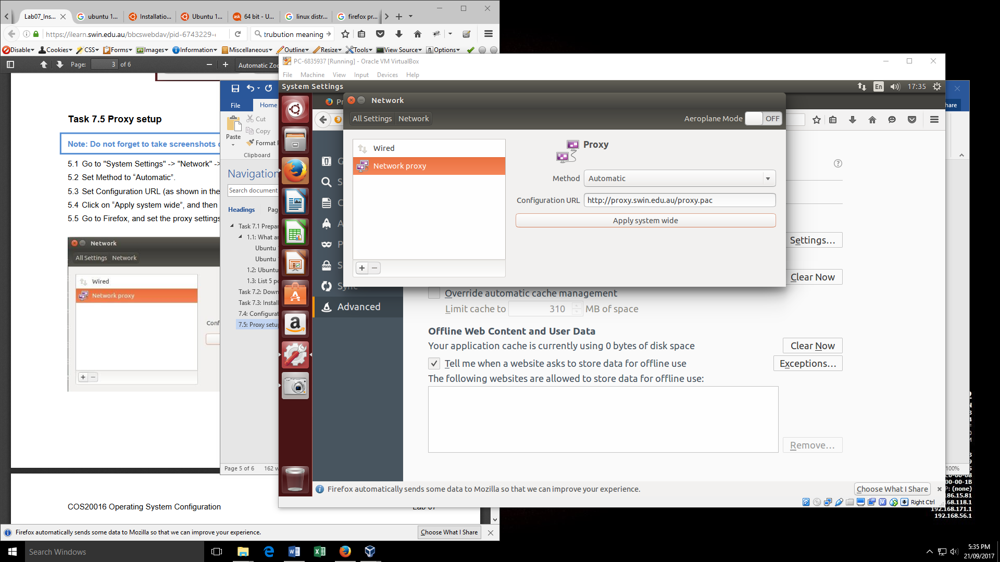 Lab07_Ins...
ubuntu 1...
Installatio...
Ubuntu 1...
64 bit - U...
linux distr...
firefox pr...
https://ilearn.swin.edu.au/bbcswebdav/pid-6743229-
trubution meaning
Disable
Cookies
CSS
Forms
Images
Information
Miscellaneous
Outline
Resize
Tools
View Source
Options
Page: 3 of 6
Automatic Zoo
Task 7.5 Proxy setup
Note: Do not forget to take screenshots
5.1 Go to "System Settings" -> "Network" ->
5.2 Set Method to “Automatic”.
5.3 Set Configuration URL (as shown in the
5.4 Click on “Apply system wide”, and then
5.5 Go to Firefox, and set the proxy settings
Network
All Settings Network
Wired
Network proxy
Conf
COS20016 Operating System Configuration
Lab 07
Firefox automatically sends some data to Mozilla so that we can improve your experience.
Choose What I Share
File
Home
Cut
Copy
Format
Paste
Clipboard
Navigation
Search document
Headings
Pag
Task 7.1 Prepar
1.1: What ar
Ubuntu
Ubuntu
1.2: Ubuntu
1.3: List 5 po
Task 7.2: Down
Task 7.3: Instal
7.4: Configurat
7.5: Proxy setu
Page 5 of 6
162 w
hare
100%
PC-6835937 [Running] - Oracle VM VirtualBox
File Machine View Input Devices Help
System Settings
En
17:35
Network
All Settings Network
Aeroplane Mode OFF
Wired
Network proxy
Proxy
Method Automatic
Configuration URL http://proxy.swin.edu.au/proxy.pac
Apply system wide
Pr
G
S
C
A
P
S
Sync
Advanced
Settings...
Clear Now
Override automatic cache management
Limit cache to 310 MB of space
Offline Web Content and User Data
Your application cache is currently using 0 bytes of disk space
Clear Now
Tell me when a website asks to store data for offline use
Exceptions...
The following websites are allowed to store data for offline use:
Remove...
Firefox automatically sends some data to Mozilla so that we can improve your experience.
Choose What I Share
Right Ctrl
00-1B
P: (none)
186.15.81
168.118.1
192.168.171.1
192.168.56.1
Search Windows
5:35 PM
21/09/2017